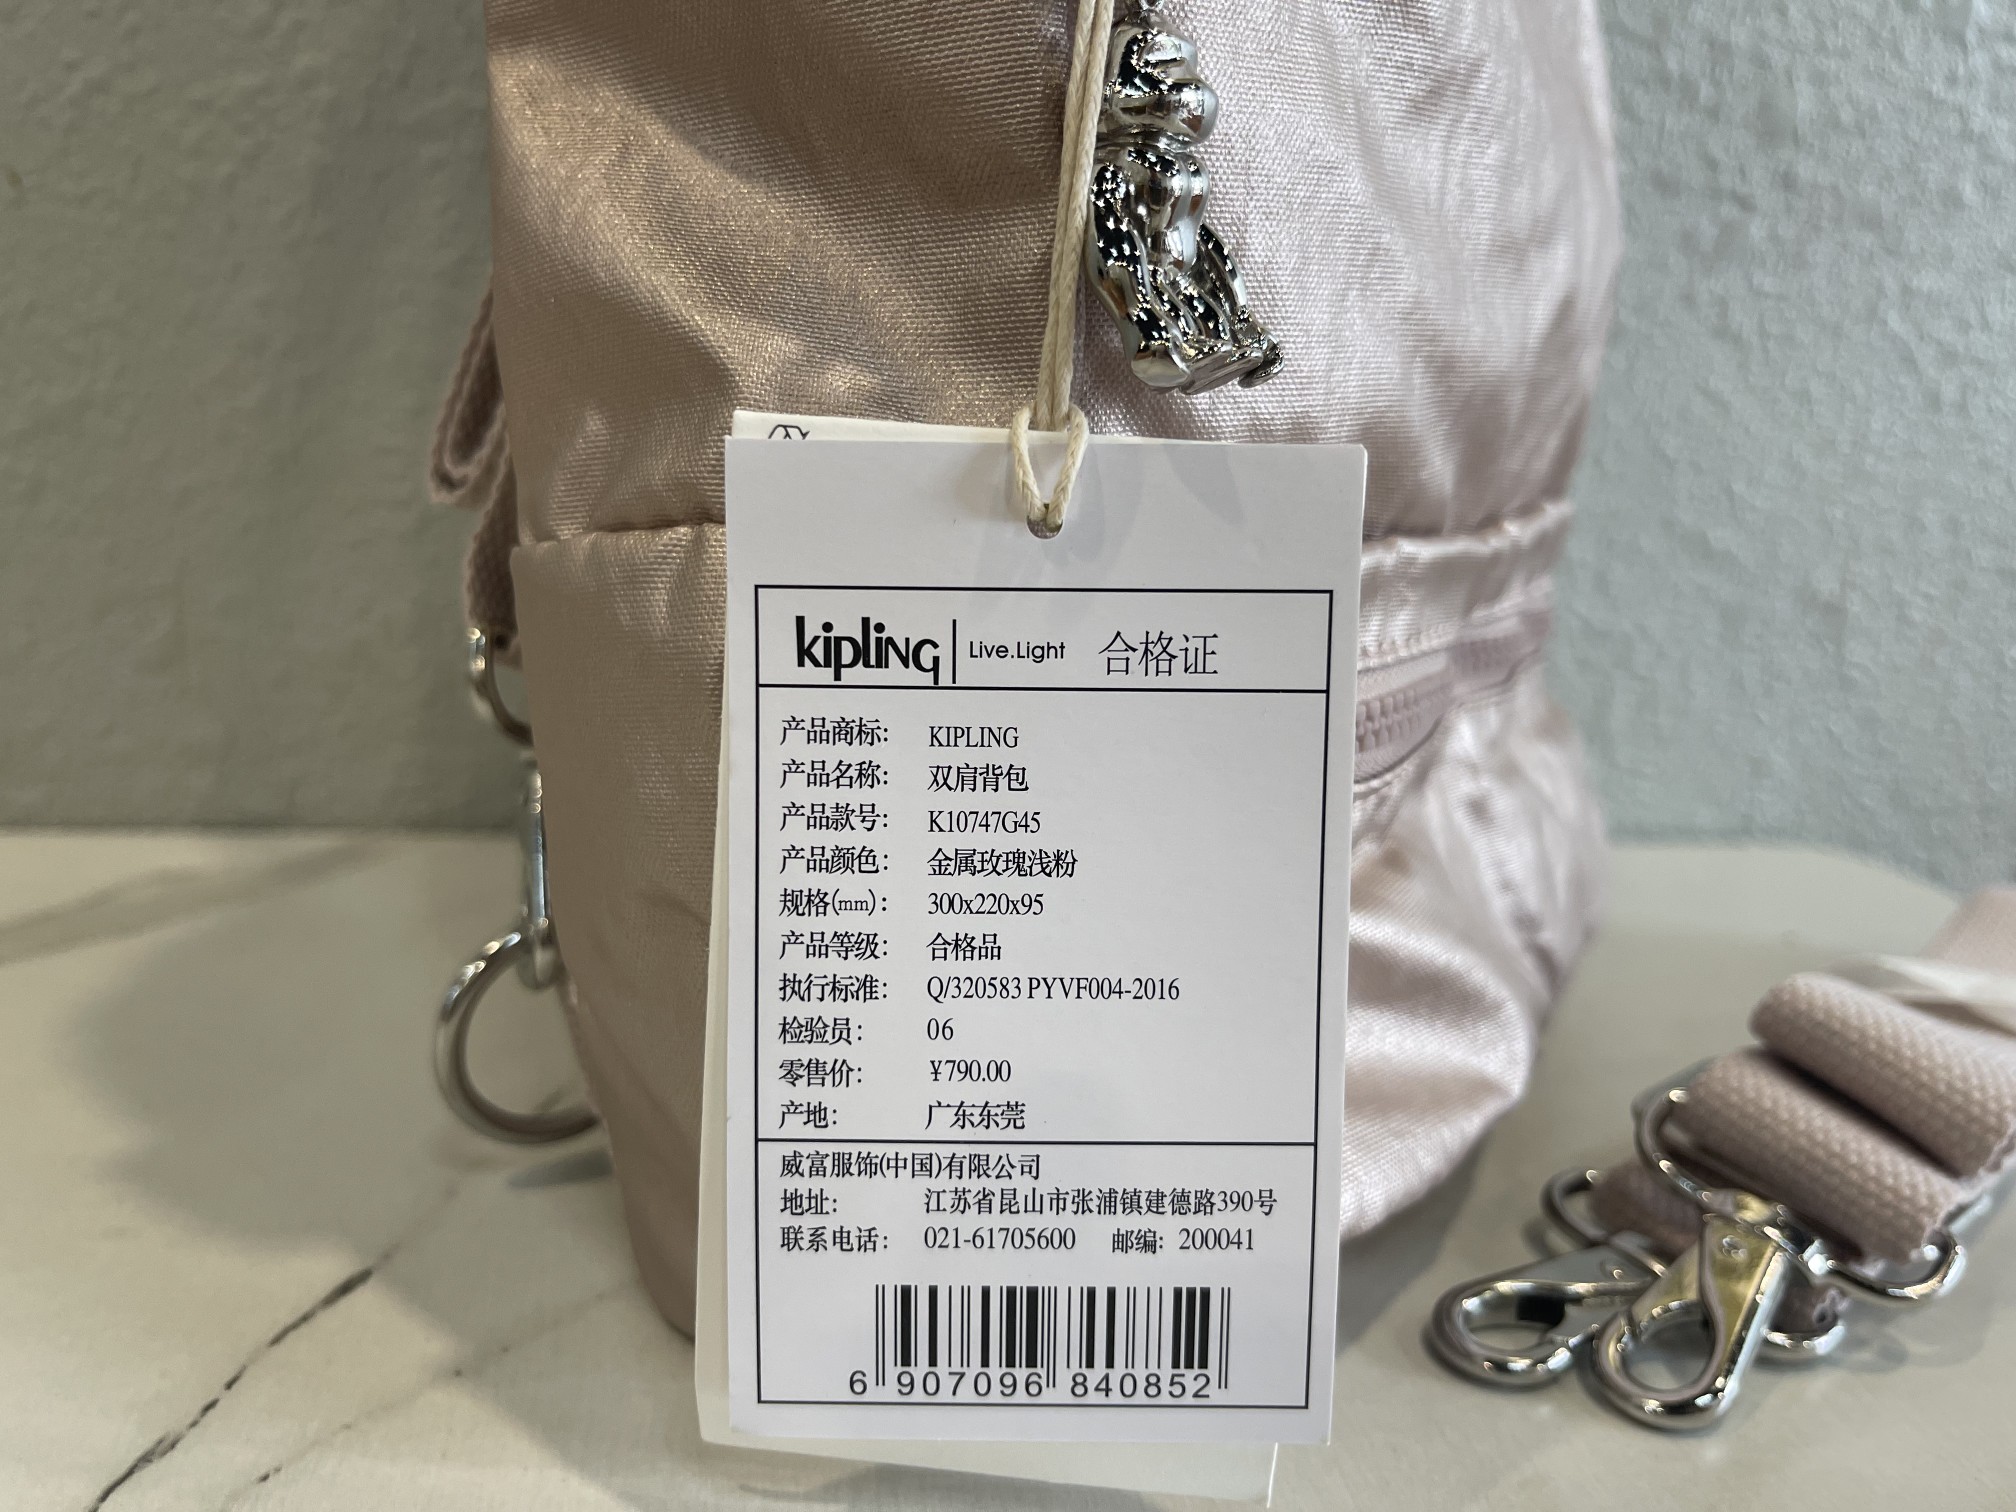 kipling | Live.Light 合格证
产品商标: KIPLING
产品名称: 双肩背包
产品款号: K10747G45
产品颜色: 金属玫瑰浅粉
规格(mm): 300x220x95
产品等级: 合格品
执行标准: Q/320583 PYVF004-2016
检验员: 06
零售价: ¥790.00
产地: 广东东莞
威富服饰(中国)有限公司
地址: 江苏省昆山市张浦镇建德路390号
联系电话: 021-61705600 邮编: 200041
6 907096 840852